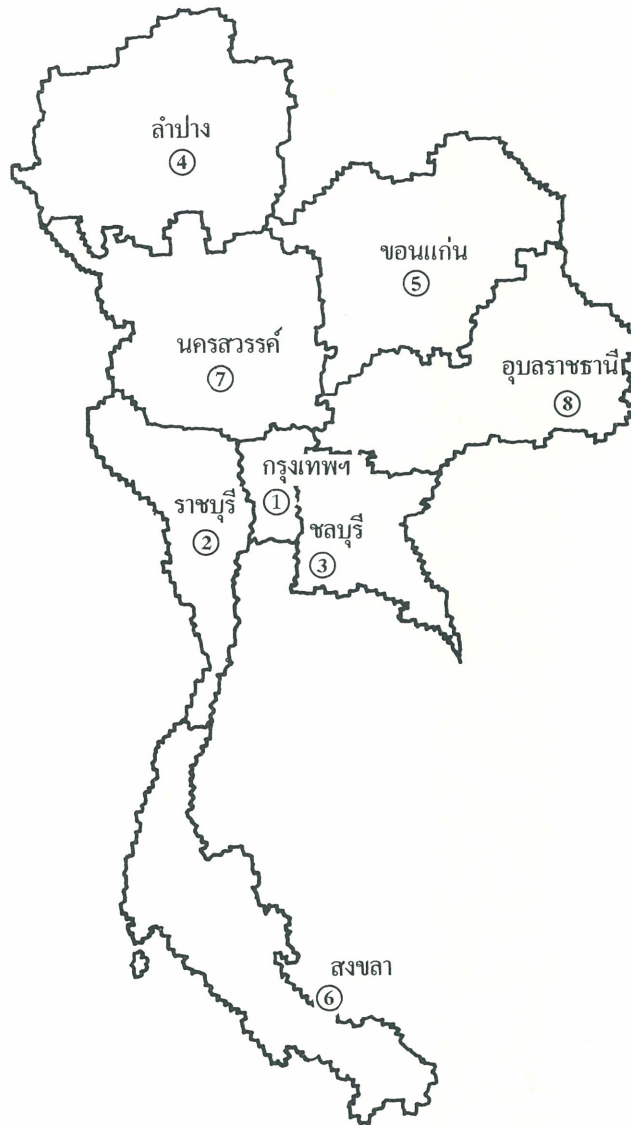 ลำปาง
④
ขอนแก่น
⑤
นครสวรรค์
⑦
อุบลราชธานี
⑧
กรุงเทพฯ
①
ราชบุรี
②
ชลบุรี
③
สงขลา
⑥